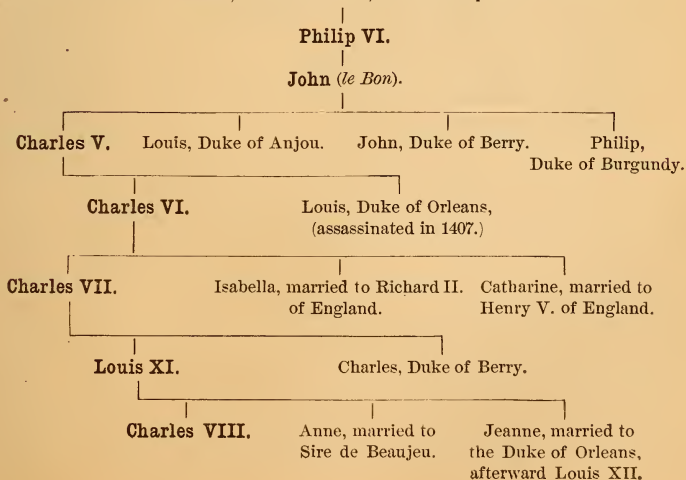 Philip VI.
John (le Bon).
Charles V. Louis, Duke of Anjou. John, Duke of Berry. Philip,
Duke of Burgundy.
Charles VI. Louis, Duke of Orleans,
(assassinated in 1407.)
Charles VII. Isabella, married to Richard II. Catharine, married to
of England. Henry V. of England.
Louis XI. Charles, Duke of Berry.
Charles VIII. Anne, married to Jeanne, married to
Sire de Beaujeu. the Duke of Orleans,
afterward Louis XII.